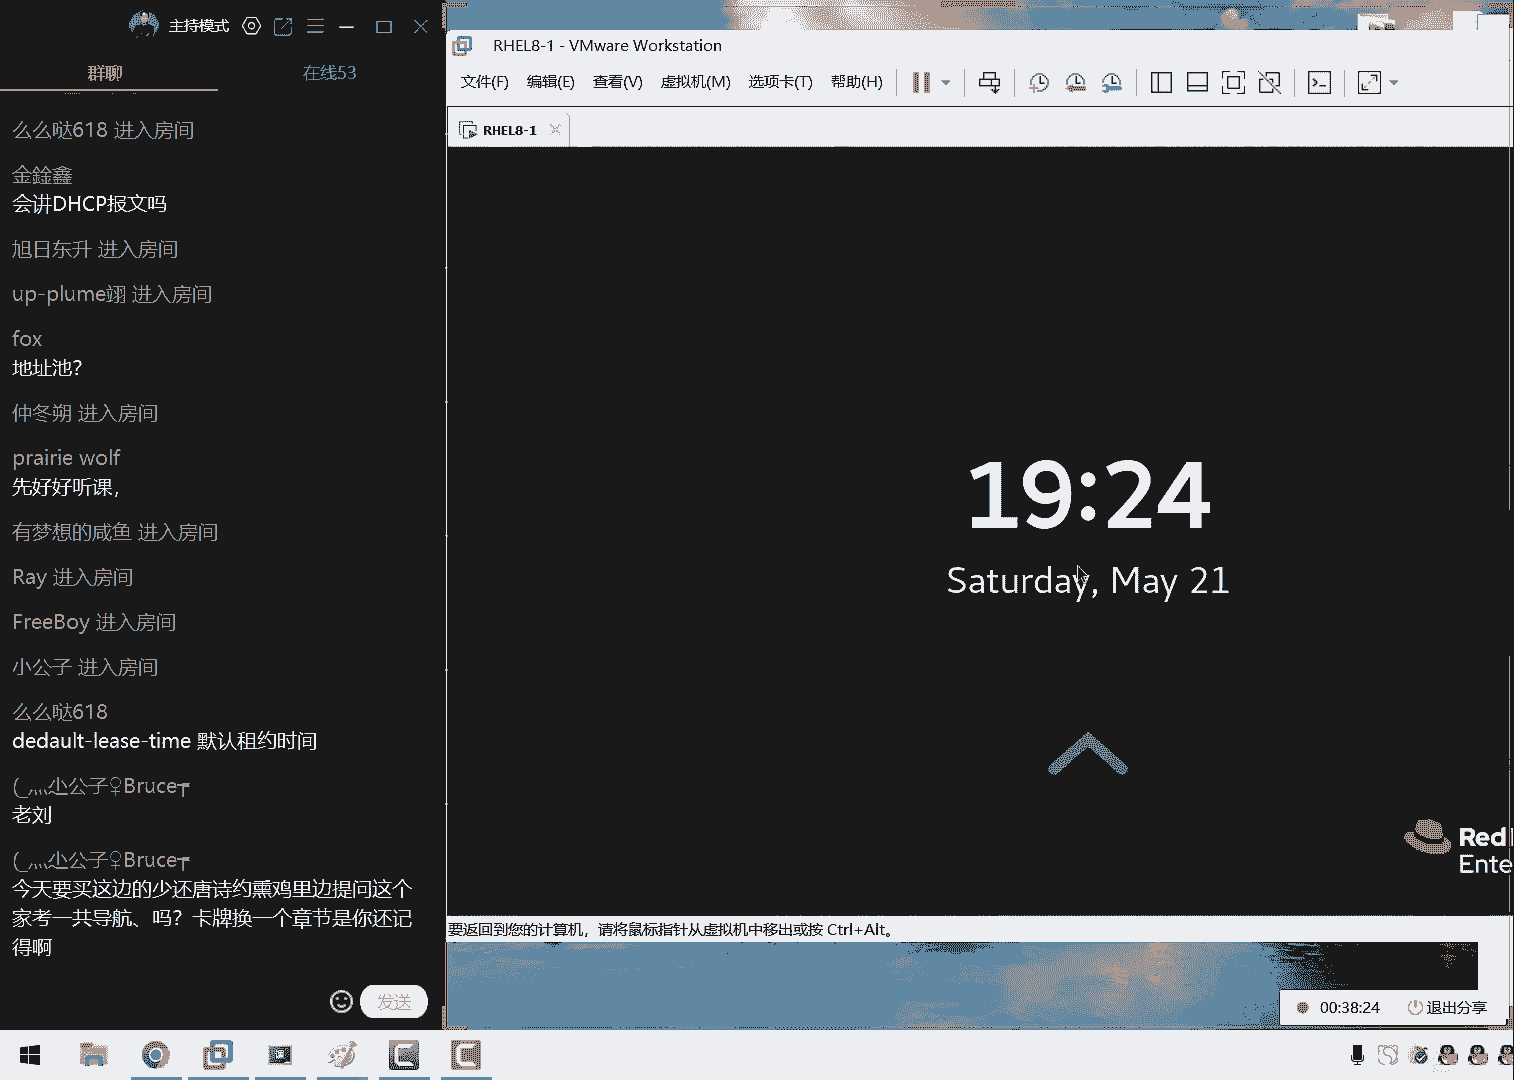 主持模式
群聊
在线53
么么哒618 进入房间
金銓鑫
会讲DHCP报文吗
旭日东升 进入房间
up-plume翊 进入房间
fox
地址池?
仲冬朔 进入房间
prairie wolf
先好好听课,
有梦想的咸鱼 进入房间
Ray 进入房间
FreeBoy 进入房间
小公子 进入房间
么么哒618
dedault-lease-time 默认租约时间
公子♀Bruce
老刘
公子♀Bruce
今天要买这边的少还唐诗约熏鸡里边提问这个
家考一共导航、吗? 卡牌换一个章节是你还记
得啊
发送
RHEL8-1 - VMware Workstation
文件(F) 编辑(E) 查看(V) 虚拟机(M) 选项卡(T) 帮助(H)
RHEL8-1
19:24
Saturday, May 21
Red
Ente
要返回到您的计算机，请将鼠标指针从虚拟机中移出或按 Ctrl+Alt。
00:38:24 退出分享